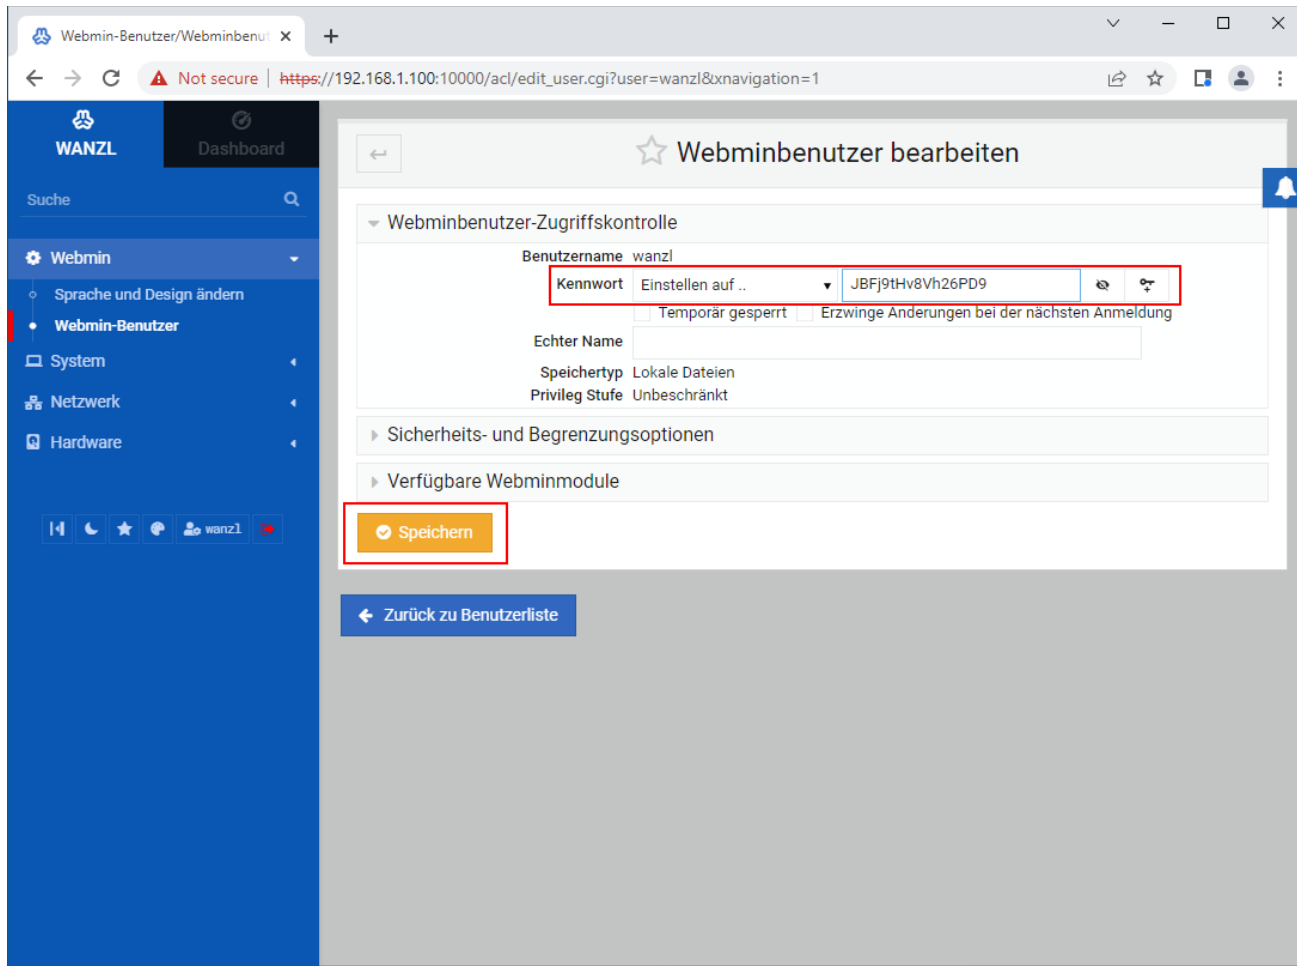 Webmin-Benutzer/Webminbenut
Not secure | https://192.168.1.100:10000/acl/edit_user.cgi?user=wanzl&xnavigation=1
WANZL
Dashboard
Suche
Webmin
Sprache und Design ändern
Webmin-Benutzer
System
Netzwerk
Hardware
wanzl
Webminbenutzer bearbeiten
Webminbenutzer-Zugriffskontrolle
Benutzername wanzl
Kennwort Einstellen auf .. JBFj9tHv8Vh26PD9
Temporär gesperrt Erzwinge Änderungen bei der nächsten Anmeldung
Echter Name
Speichertyp Lokale Dateien
Privileg Stufe Unbeschränkt
Sicherheits- und Begrenzungsoptionen
Verfügbare Webminmodule
Speichern
Zurück zu Benutzerliste